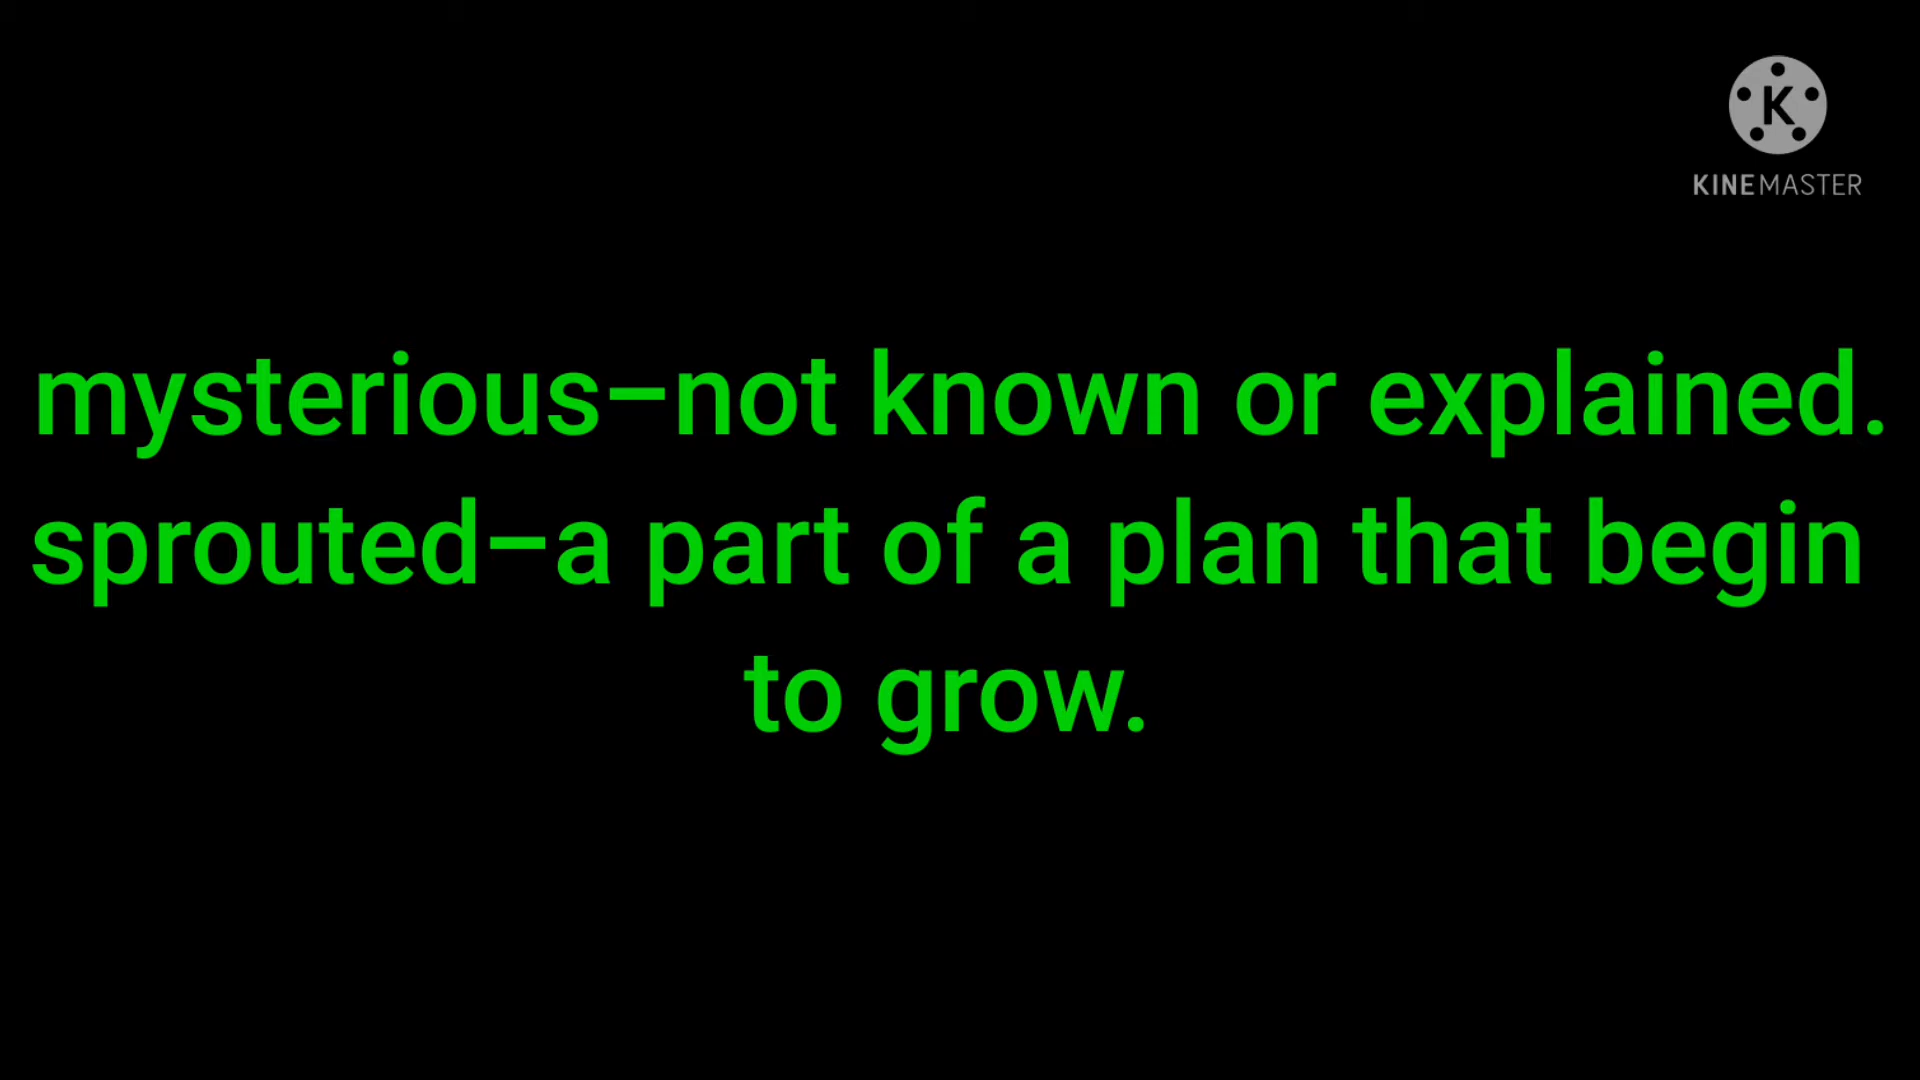 K
KINEMASTER
mysterious–not known or explained.
sprouted–a part of a plan that begin
to grow.